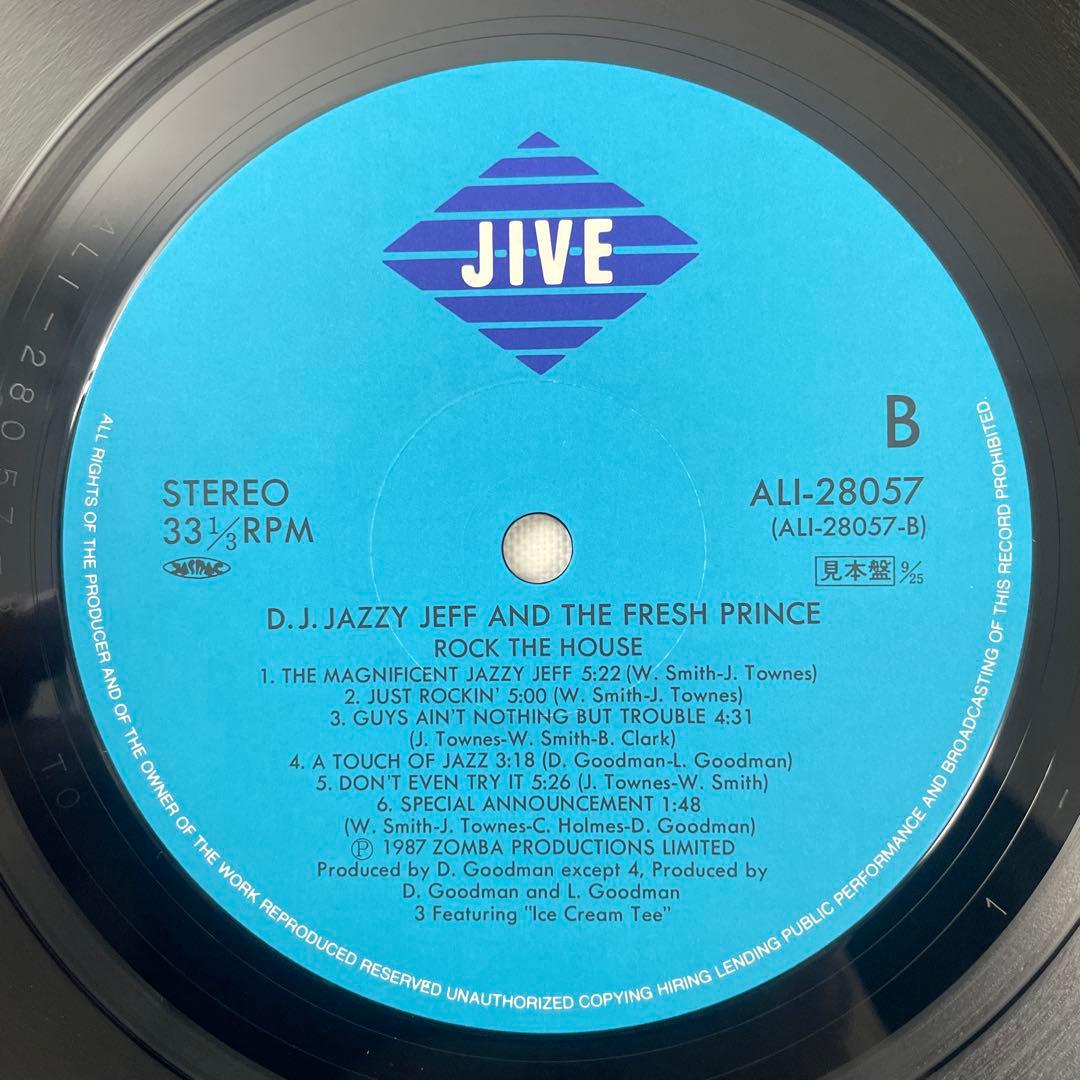 JIVE
B
STEREO
33 1/3 RPM
JASRAC
ALI-28057
(ALI-28057-B)
見本盤 9/25
D.J. JAZZY JEFF AND THE FRESH PRINCE
ROCK THE HOUSE
1. THE MAGNIFICENT JAZZY JEFF 5:22 (W. Smith-J. Townes)
2. JUST ROCKIN' 5:00 (W. Smith-J. Townes)
3. GUYS AIN'T NOTHING BUT TROUBLE 4:31
(J. Townes-W. Smith-B. Clark)
4. A TOUCH OF JAZZ 3:18 (D. Goodman-L. Goodman)
5. DON'T EVEN TRY IT 5:26 (J. Townes-W. Smith)
6. SPECIAL ANNOUNCEMENT 1:48
(W. Smith-J. Townes-C. Holmes-D. Goodman)
℗ 1987 ZOMBA PRODUCTIONS LIMITED
Produced by D. Goodman except 4, Produced by
D. Goodman and L. Goodman
3 Featuring "Ice Cream Tee"
ALL RIGHTS OF THE PRODUCER AND OF THE OWNER OF THE WORK REPRODUCED RESERVED UNAUTHORIZED COPYING HIRING LENDING PUBLIC PERFORMANCE AND BROADCASTING OF THIS RECORD PROHIBITED.
ALI-28057
TO
1